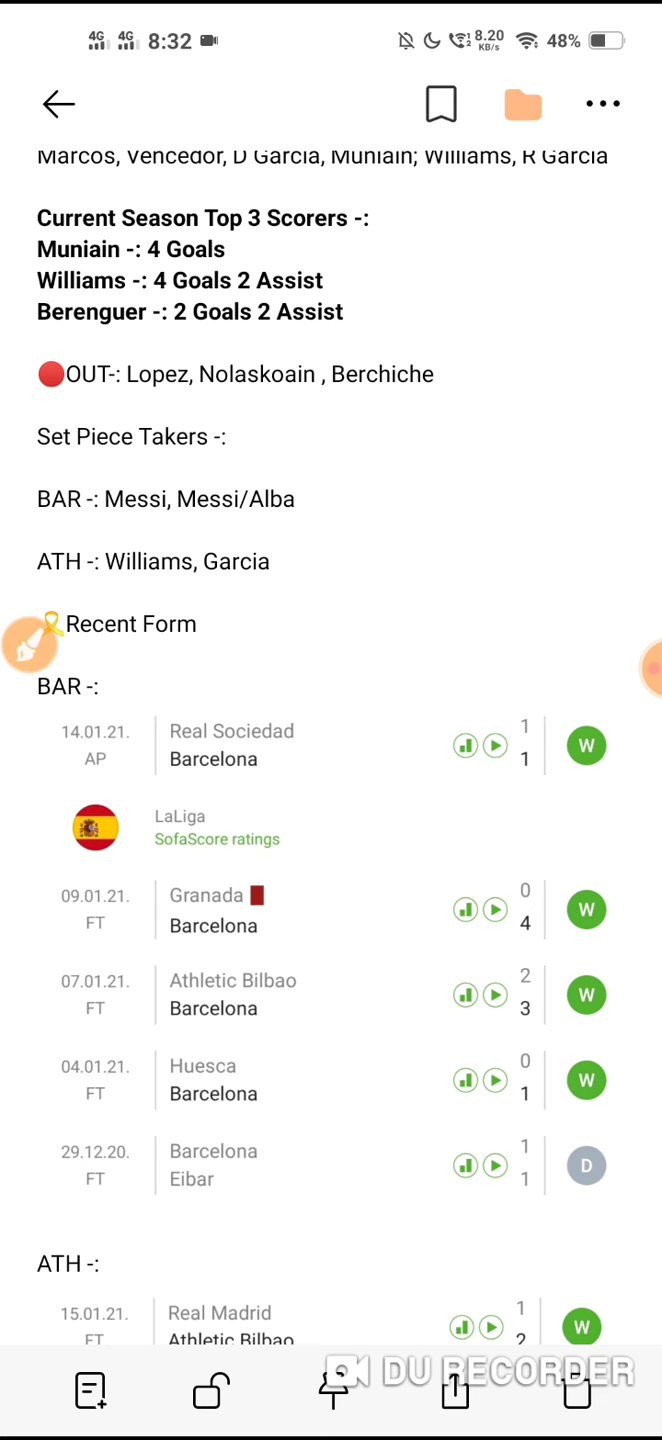 4G 4G 8:32 8.20 KB/s 48%
Marcos, Vencedor, D Garcia, Muniain; Williams, R Garcia
Current Season Top 3 Scorers -:
Muniain -: 4 Goals
Williams -: 4 Goals 2 Assist
Berenguer -: 2 Goals 2 Assist
🔴OUT-: Lopez, Nolaskoain , Berchiche
Set Piece Takers -:
BAR -: Messi, Messi/Alba
ATH -: Williams, Garcia
🎗Recent Form
BAR -:
14.01.21. Real Sociedad 1
AP Barcelona 1 W
LaLiga
SofaScore ratings
09.01.21. Granada 0
FT Barcelona 4 W
07.01.21. Athletic Bilbao 2
FT Barcelona 3 W
04.01.21. Huesca 0
FT Barcelona 1 W
29.12.20. Barcelona 1
FT Eibar 1 D
ATH -:
15.01.21. Real Madrid 1
FT Athletic Bilbao 2 W
DU RECORDER